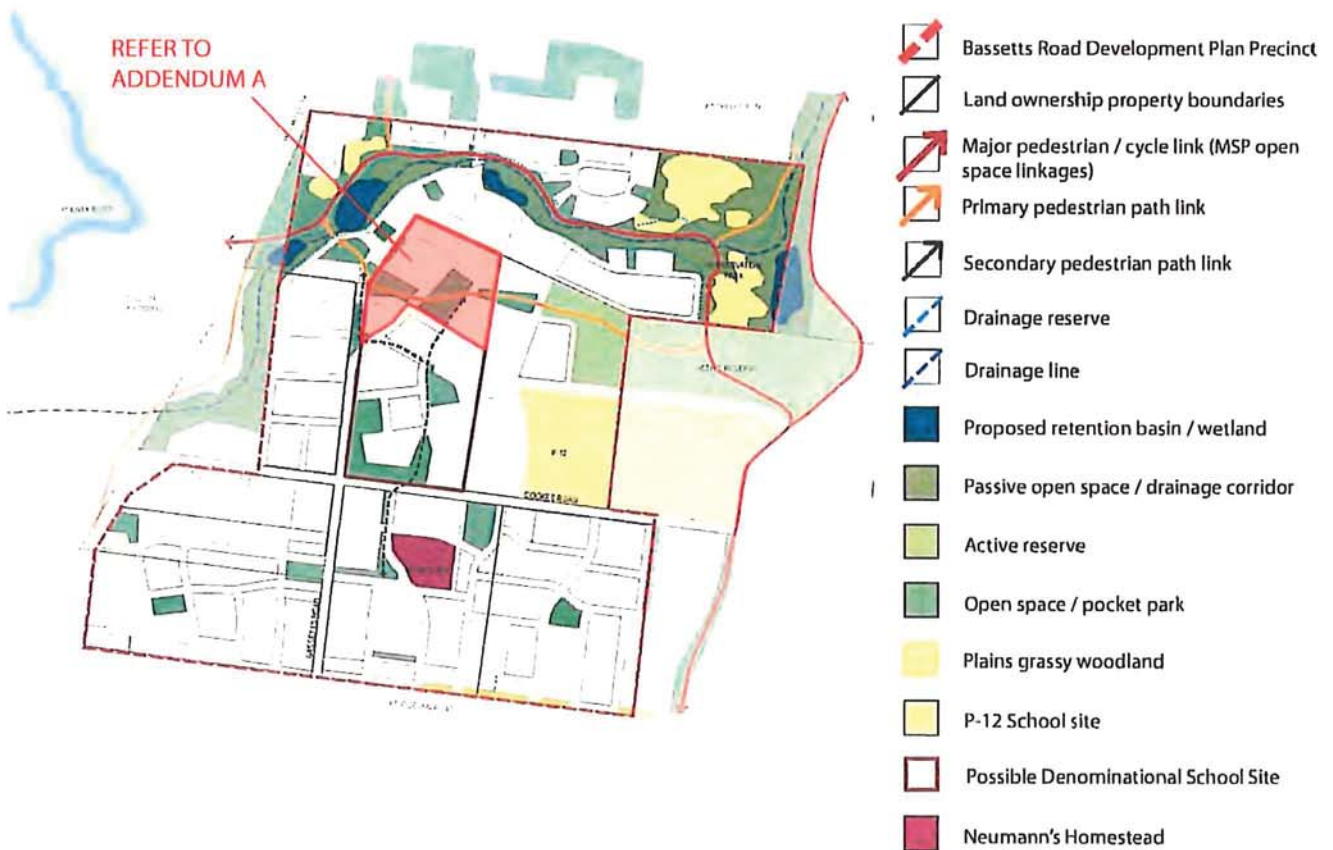 REFER TO
ADDENDUM A
Bassetts Road Development Plan Precinct
Land ownership property boundaries
Major pedestrian / cycle link (MSP open
space linkages)
Primary pedestrian path link
Secondary pedestrian path link
Drainage reserve
Drainage line
Proposed retention basin / wetland
Passive open space / drainage corridor
Active reserve
Open space / pocket park
Plains grassy woodland
P-12 School site
Possible Denominational School Site
Neumann's Homestead